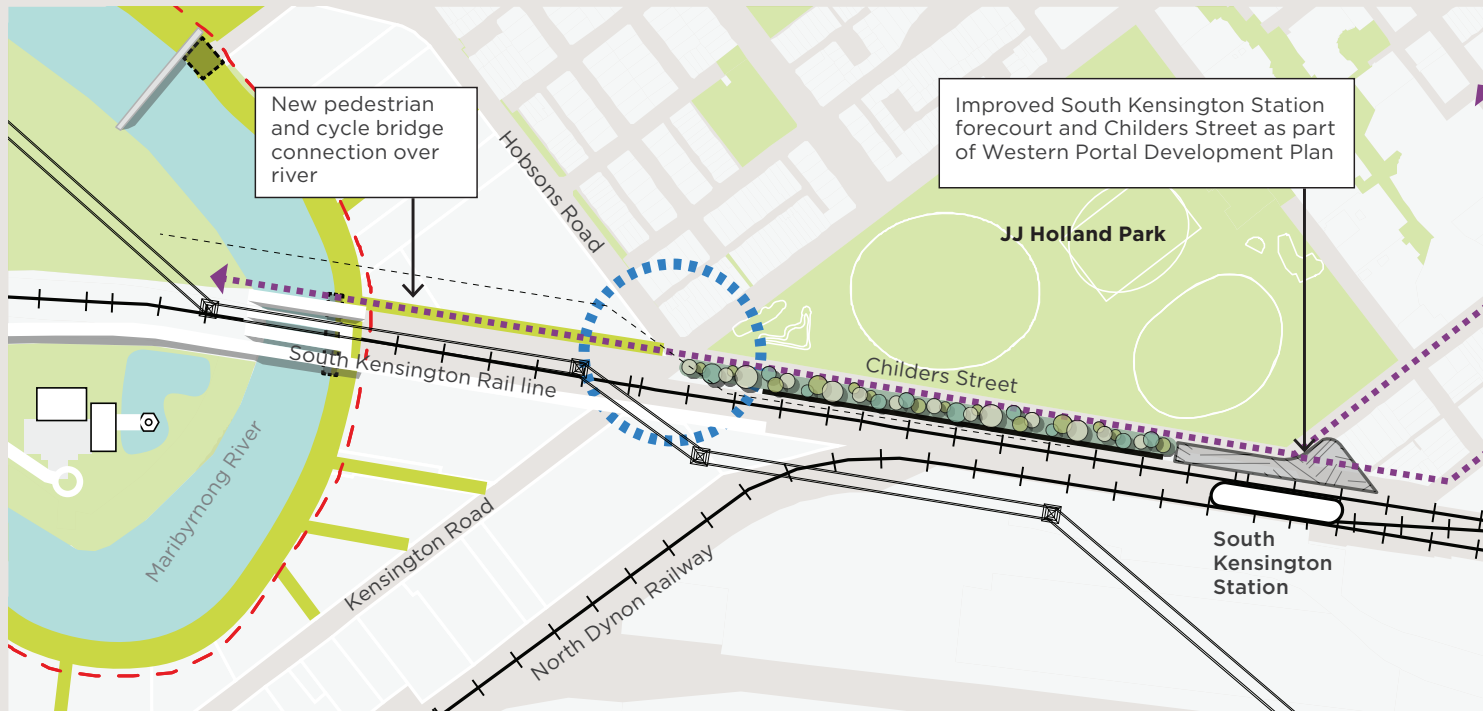 New pedestrian
and cycle bridge
connection over
river
Hobsons Road
Improved South Kensington Station
forecourt and Childers Street as part
of Western Portal Development Plan
JJ Holland Park
Childers Street
South Kensington Rail line
Maribyrnong River
Kensington Road
North Dynon Railway
South
Kensington
Station